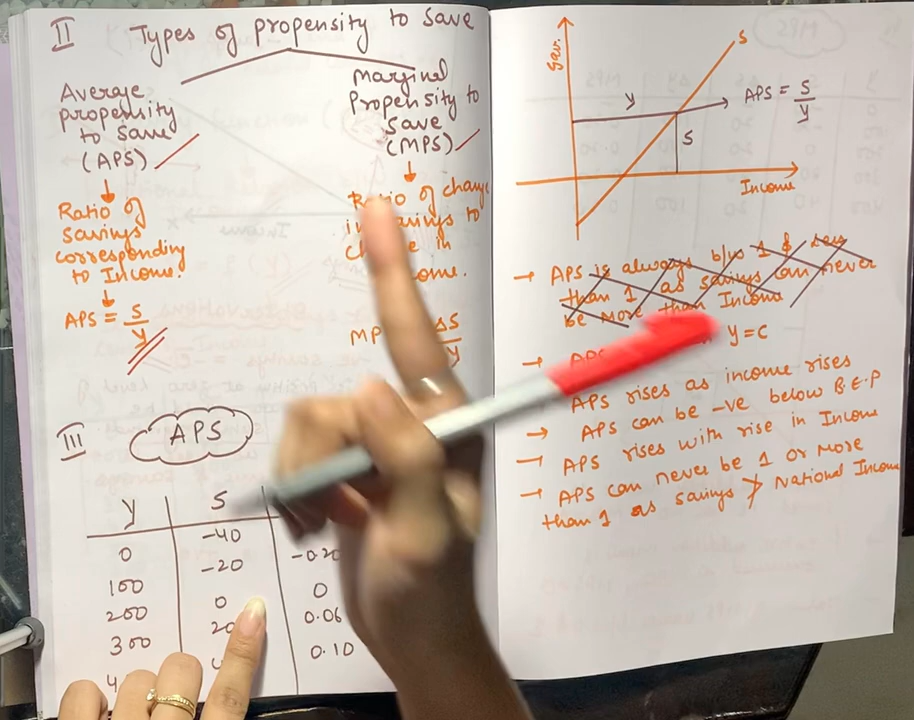 II Types of propensity to save
Average
propensity
to save
(APS)
Ratio of
savings
corresponding
to Income.
APS = S/Y
Marginal
Propensity to
Save
(MPS)
of change
to
in
MP
III APS
Y S
0 -40
100 -20 -0.20
200 0 0
300 20 0.06
0.10
Sav.
S
Y
APS = S/Y
S
Income
→ APS is always b/w 1 & less
than 1 as savings can never
be more than Income
→ Y=C
→ APS rises as income rises
→ APS can be -ve below B.E.P
→ APS rises with rise in Income
→ APS can never be 1 or more
than 1 as savings ≯ National Income